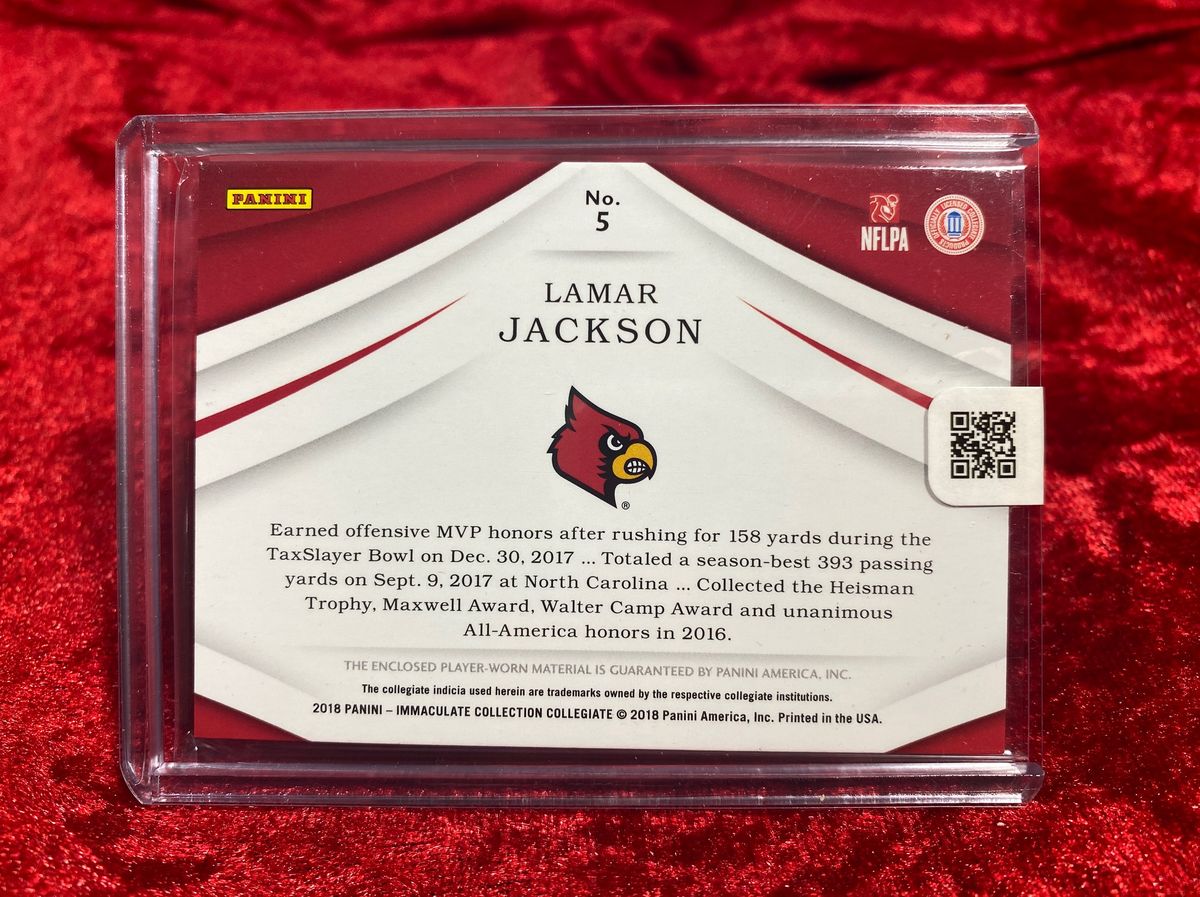 PANINI
No.
5
NFLPA
OFFICIALLY LICENSED COLLEGIATE PRODUCTS
LAMAR
JACKSON
®
Earned offensive MVP honors after rushing for 158 yards during the
TaxSlayer Bowl on Dec. 30, 2017 ... Totaled a season-best 393 passing
yards on Sept. 9, 2017 at North Carolina ... Collected the Heisman
Trophy, Maxwell Award, Walter Camp Award and unanimous
All-America honors in 2016.
THE ENCLOSED PLAYER-WORN MATERIAL IS GUARANTEED BY PANINI AMERICA, INC.
The collegiate indicia used herein are trademarks owned by the respective collegiate institutions.
2018 PANINI – IMMACULATE COLLECTION COLLEGIATE © 2018 Panini America, Inc. Printed in the USA.